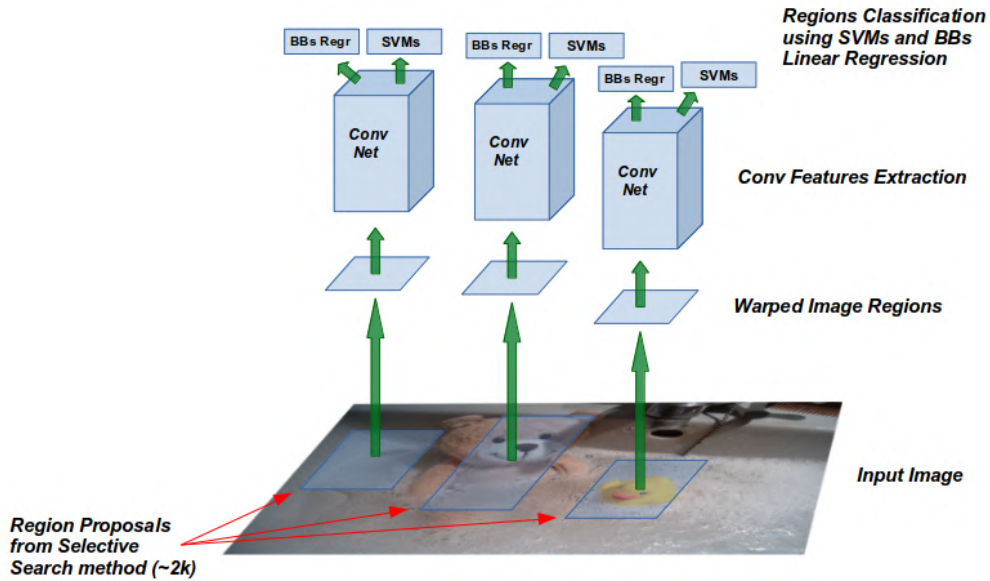 Regions Classification
using SVMs and BBs
Linear Regression
BBs Regr
SVMs
BBs Regr
SVMs
BBs Regr
SVMs
Conv
Net
Conv
Net
Conv
Net
Conv Features Extraction
Warped Image Regions
Input Image
Region Proposals
from Selective
Search method (~2k)